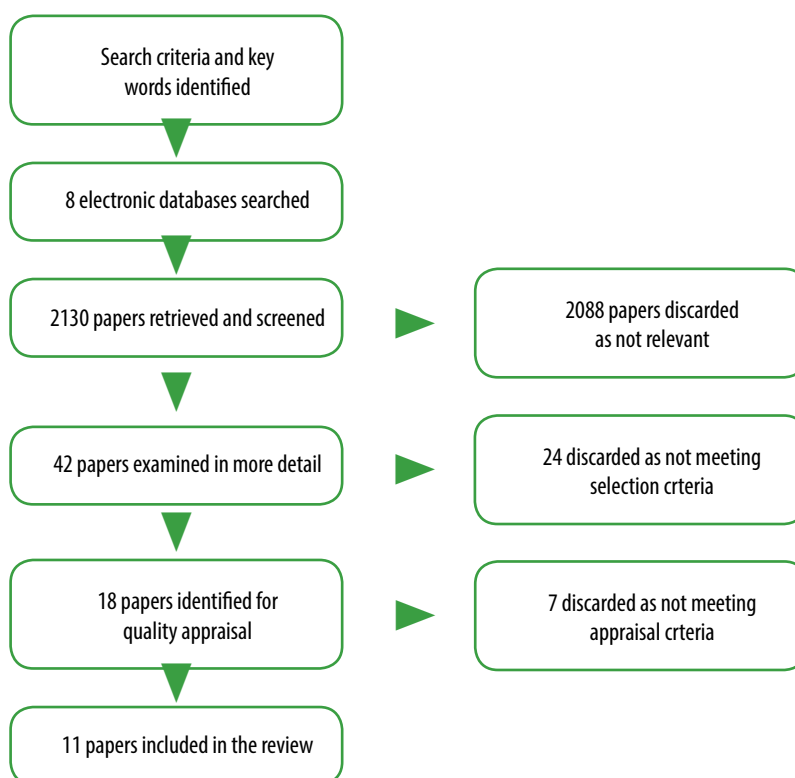 Search criteria and key
words identified
8 electronic databases searched
2130 papers retrieved and screened
2088 papers discarded
as not relevant
42 papers examined in more detail
24 discarded as not meeting
selection crteria
18 papers identified for
quality appraisal
7 discarded as not meeting
appraisal crteria
11 papers included in the review